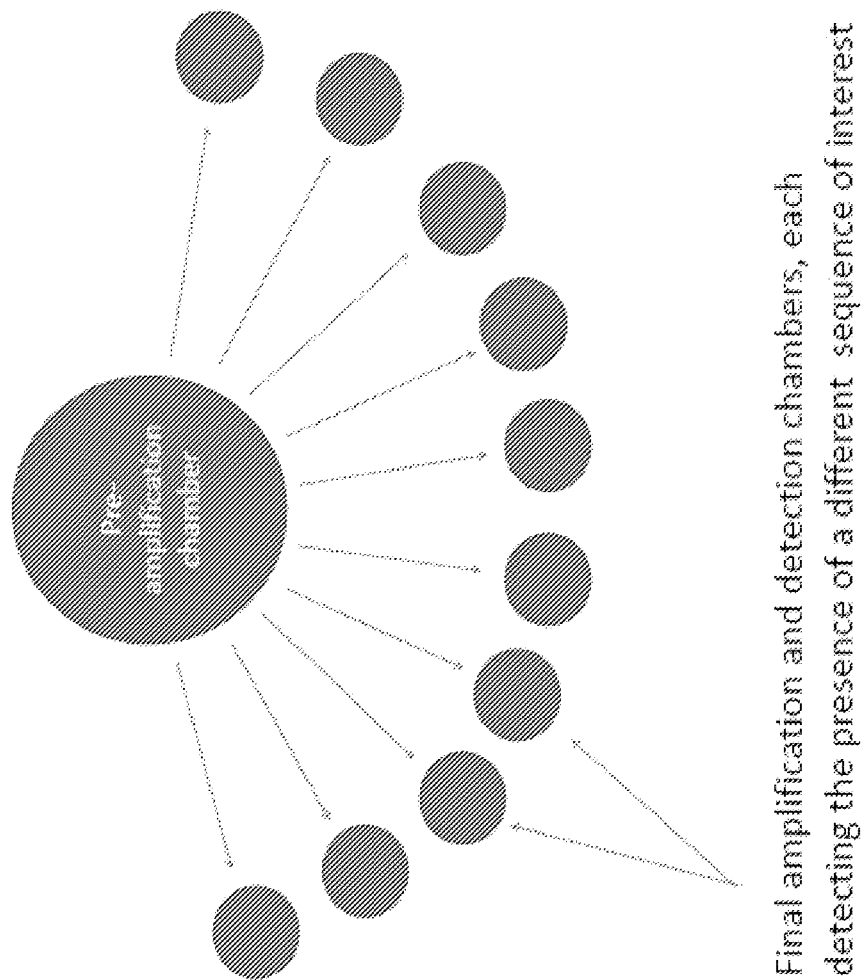 Pre-
amplification
chamber
Final amplification and detection chambers, each
detecting the presence of a different sequence of interest